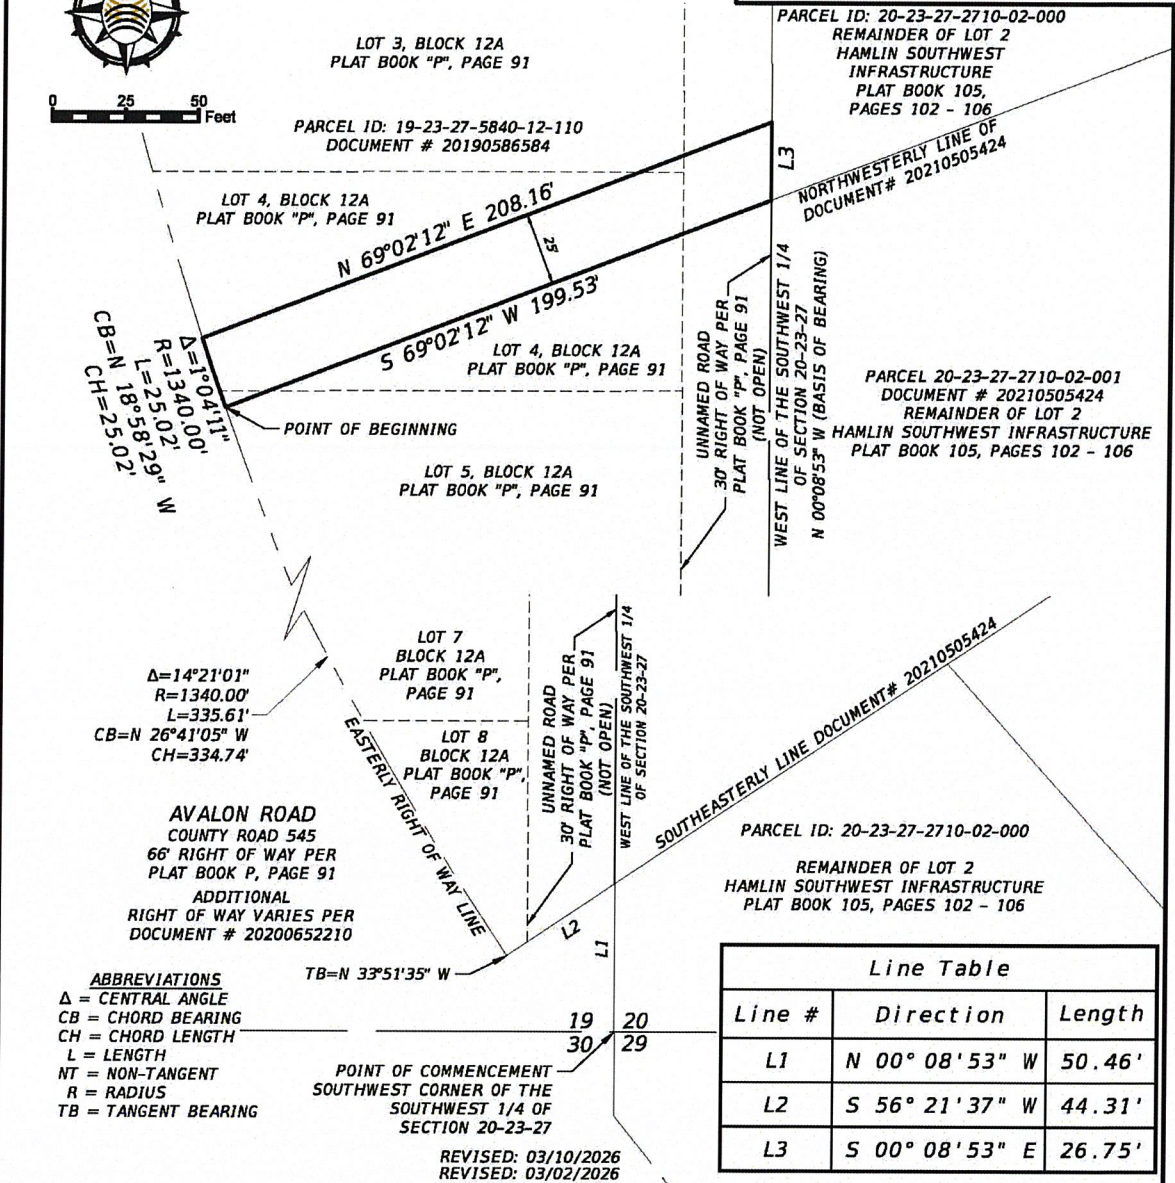 PARCEL ID: 20-23-27-2710-02-000
REMAINDER OF LOT 2
HAMLIN SOUTHWEST
INFRASTRUCTURE
PLAT BOOK 105,
PAGES 102 - 106
LOT 3, BLOCK 12A
PLAT BOOK "P", PAGE 91
0 25 50
Feet
PARCEL ID: 19-23-27-5840-12-110
DOCUMENT # 20190586584
L3
NORTHWESTERLY LINE OF
DOCUMENT# 20210505424
LOT 4, BLOCK 12A
PLAT BOOK "P", PAGE 91
N 69°02'12" E 208.16'
25'
S 69°02'12" W 199.53'
LOT 4, BLOCK 12A
PLAT BOOK "P", PAGE 91
Δ=1°04'11"
R=1340.00'
L=25.02'
CB=N 18°58'29" W
CH=25.02'
UNNAMED ROAD
30' RIGHT OF WAY PER
PLAT BOOK "P", PAGE 91
(NOT OPEN)
WEST LINE OF THE SOUTHWEST 1/4
OF SECTION 20-23-27
N 00°08'53" W (BASIS OF BEARING)
PARCEL 20-23-27-2710-02-001
DOCUMENT # 20210505424
REMAINDER OF LOT 2
HAMLIN SOUTHWEST INFRASTRUCTURE
PLAT BOOK 105, PAGES 102 - 106
POINT OF BEGINNING
LOT 5, BLOCK 12A
PLAT BOOK "P", PAGE 91
LOT 7
BLOCK 12A
PLAT BOOK "P",
PAGE 91
Δ=14°21'01"
R=1340.00'
L=335.61'
CB=N 26°41'05" W
CH=334.74'
EASTERLY RIGHT OF WAY LINE
LOT 8
BLOCK 12A
PLAT BOOK "P",
PAGE 91
UNNAMED ROAD
30' RIGHT OF WAY PER
PLAT BOOK "P", PAGE 91
(NOT OPEN)
WEST LINE OF THE SOUTHWEST 1/4
OF SECTION 20-23-27
SOUTHEASTERLY LINE DOCUMENT# 20210505424
AVALON ROAD
COUNTY ROAD 545
66' RIGHT OF WAY PER
PLAT BOOK P, PAGE 91
ADDITIONAL
RIGHT OF WAY VARIES PER
DOCUMENT # 20200652210
PARCEL ID: 20-23-27-2710-02-000
REMAINDER OF LOT 2
HAMLIN SOUTHWEST INFRASTRUCTURE
PLAT BOOK 105, PAGES 102 - 106
L2
L1
TB=N 33°51'35" W
ABBREVIATIONS
Δ = CENTRAL ANGLE
CB = CHORD BEARING
CH = CHORD LENGTH
L = LENGTH
NT = NON-TANGENT
R = RADIUS
TB = TANGENT BEARING
19 20
30 29
POINT OF COMMENCEMENT
SOUTHWEST CORNER OF THE
SOUTHWEST 1/4 OF
SECTION 20-23-27
REVISED: 03/10/2026
REVISED: 03/02/2026
Line Table
Line # Direction Length
L1 N 00° 08'53" W 50.46'
L2 S 56° 21'37" W 44.31'
L3 S 00° 08'53" E 26.75'